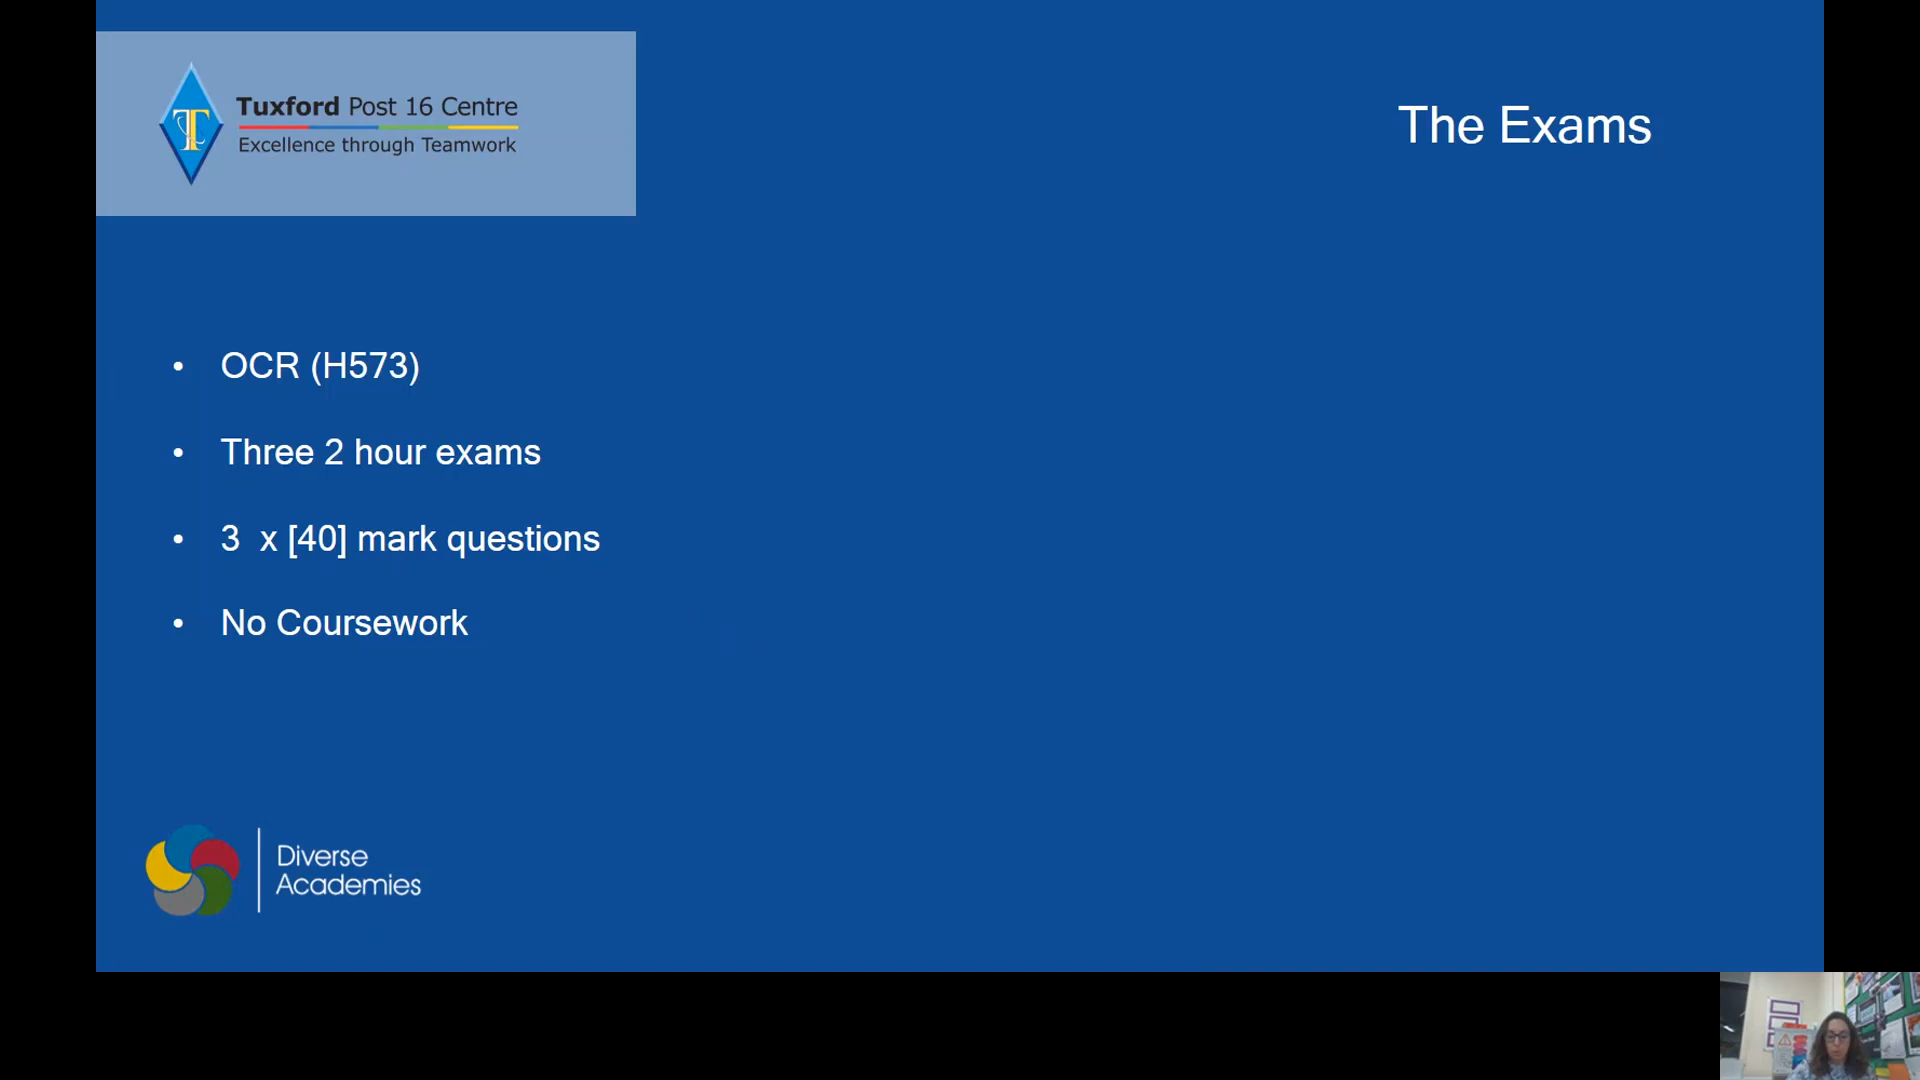 Tuxford Post 16 Centre
Excellence through Teamwork
The Exams
• OCR (H573)
• Three 2 hour exams
• 3 x [40] mark questions
• No Coursework
Diverse
Academies